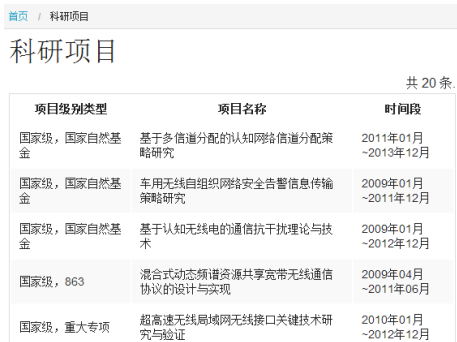 首页 / 科研项目
科研项目
共 20 条.
项目级别类型 项目名称 时间段
国家级，国家自然基 基于多信道分配的认知网络信道分配策 2011年01月
金 略研究 ~2013年12月
国家级，国家自然基 车用无线自组织网络安全告警信息传输 2009年01月
金 策略研究 ~2011年12月
国家级，国家自然基 基于认知无线电的通信抗干扰理论与技 2009年01月
金 术 ~2012年12月
国家级，863 混合式动态频谱资源共享宽带无线通信 2009年04月
协议的设计与实现 ~2011年06月
国家级，重大专项 超高速无线局域网无线接口关键技术研 2010年01月
究与验证 ~2012年12月